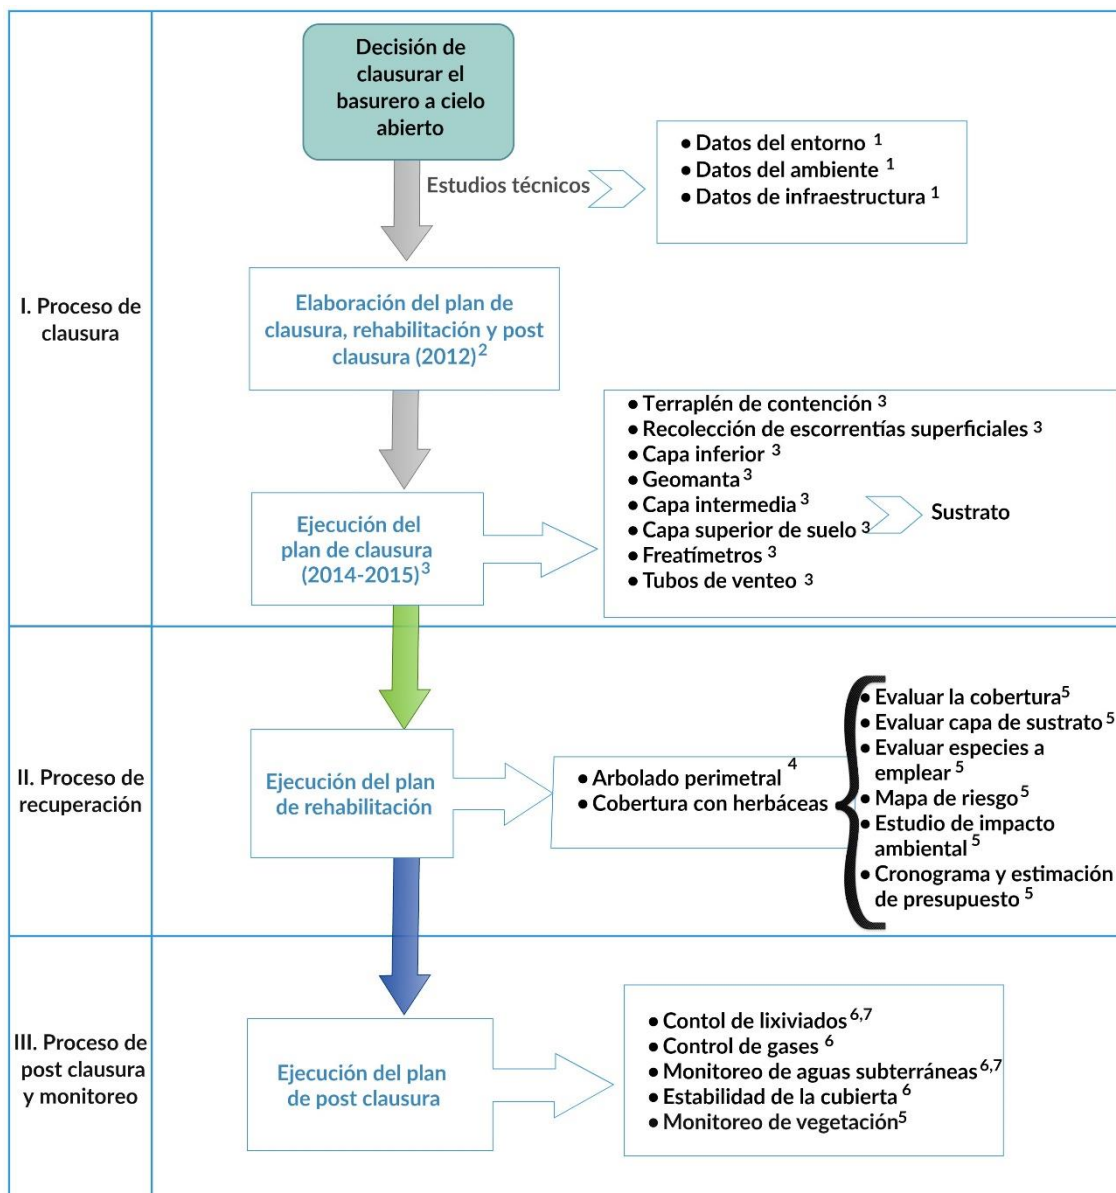 Decisión de
clausurar el
basurero a cielo
abierto
Estudios técnicos
● Datos del entorno 1
● Datos del ambiente 1
● Datos de infraestructura 1
I. Proceso de
clausura
Elaboración del plan de
clausura, rehabilitación y post
clausura (2012)2
Ejecución del
plan de clausura
(2014-2015)3
● Terraplén de contención 3
● Recolección de escorrentías superficiales 3
● Capa inferior 3
● Geomanta 3
● Capa intermedia 3
● Capa superior de suelo 3
● Freatímetros 3
● Tubos de venteo 3
Sustrato
II. Proceso de
recuperación
Ejecución del plan
de rehabilitación
● Arbolado perimetral 4
● Cobertura con herbáceas
● Evaluar la cobertura5
● Evaluar capa de sustrato 5
● Evaluar especies a
emplear 5
● Mapa de riesgo5
● Estudio de impacto
ambiental 5
● Cronograma y estimación
de presupuesto 5
III. Proceso de
post clausura
y monitoreo
Ejecución del plan
de post clausura
● Contol de lixiviados6,7
● Control de gases 6
● Monitoreo de aguas subterráneas6,7
● Estabilidad de la cubierta 6
● Monitoreo de vegetación5